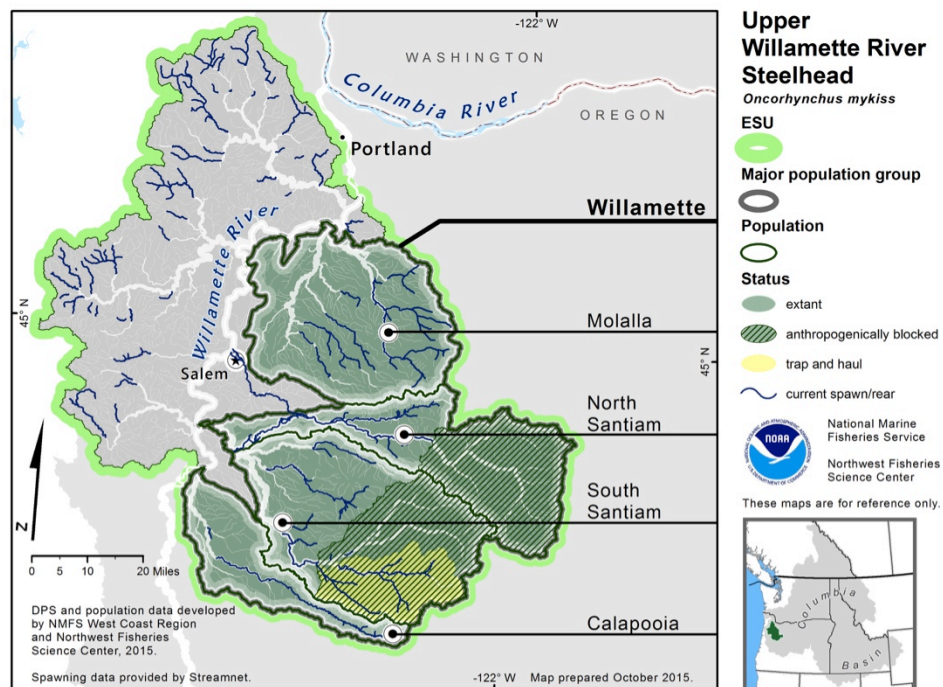 -122° W
WASHINGTON
Columbia River
OREGON
Portland
Willamette
Willamette River
45° N
Molalla
45° N
Salem
North
Santiam
South
Santiam
N
0 5 10 20 Miles
DPS and population data developed
by NMFS West Coast Region
and Northwest Fisheries
Science Center, 2015.
Calapooia
Spawning data provided by Streamnet.
-122° W
Map prepared October 2015.
Upper
Willamette River
Steelhead
Oncorhynchus mykiss
ESU
Major population group
Population
Status
extant
anthropogenically blocked
trap and haul
current spawn/rear
NOAA
National Marine
Fisheries Service
Northwest Fisheries
Science Center
These maps are for reference only.
Columbia
Basin